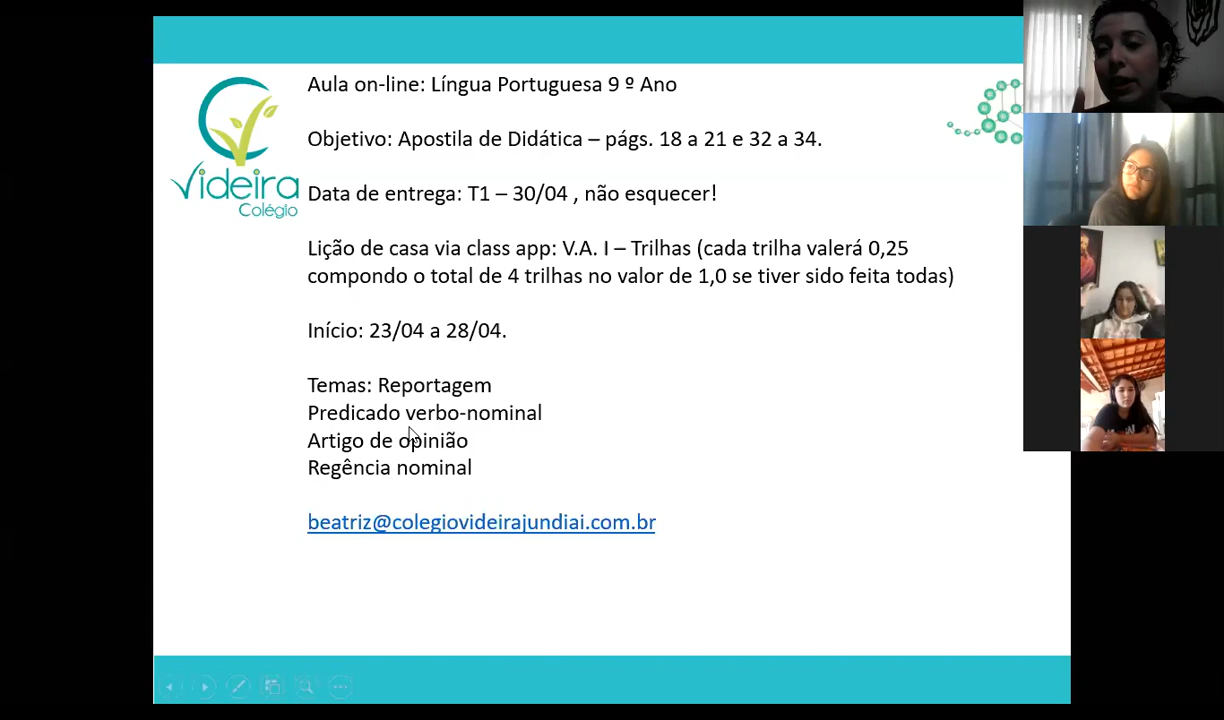 Aula on-line: Língua Portuguesa 9 º Ano
Objetivo: Apostila de Didática – págs. 18 a 21 e 32 a 34.
Videira
Colégio
Data de entrega: T1 – 30/04 , não esquecer!
Lição de casa via class app: V.A. I – Trilhas (cada trilha valerá 0,25
compondo o total de 4 trilhas no valor de 1,0 se tiver sido feita todas)
Início: 23/04 a 28/04.
Temas: Reportagem
Predicado verbo-nominal
Artigo de opinião
Regência nominal
beatriz@colegiovideirajundiai.com.br